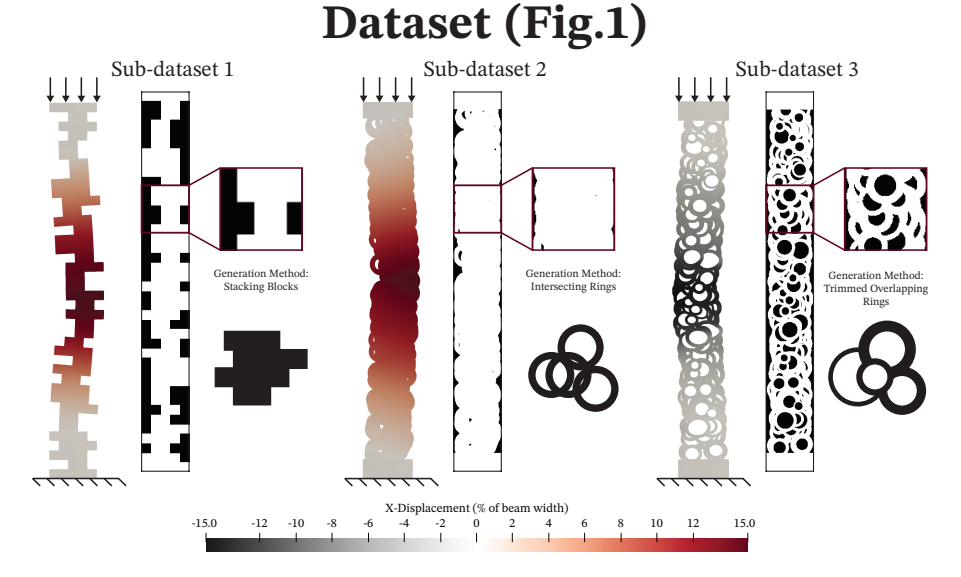 Dataset (Fig.1)
Sub-dataset 1
Sub-dataset 2
Sub-dataset 3
Generation Method:
Stacking Blocks
Generation Method:
Intersecting Rings
Generation Method:
Trimmed Overlapping
Rings
X-Displacement (% of beam width)
-15.0 -12 -10 -8 -6 -4 -2 0 2 4 6 8 10 12 15.0